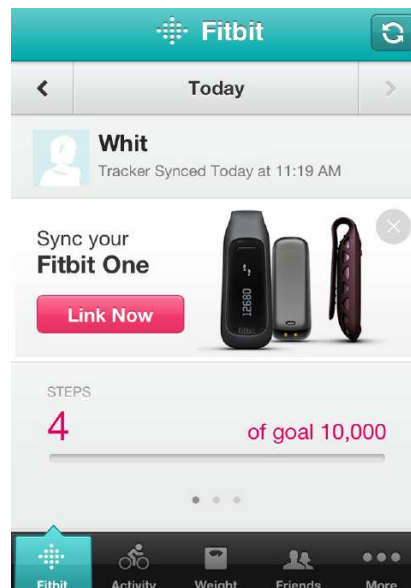 Fitbit
Today
Whit
Tracker Synced Today at 11:19 AM
Sync your
Fitbit One
Link Now
12680
fitbit
STEPS
4
of goal 10,000
Fitbit Activity Weight Friends More